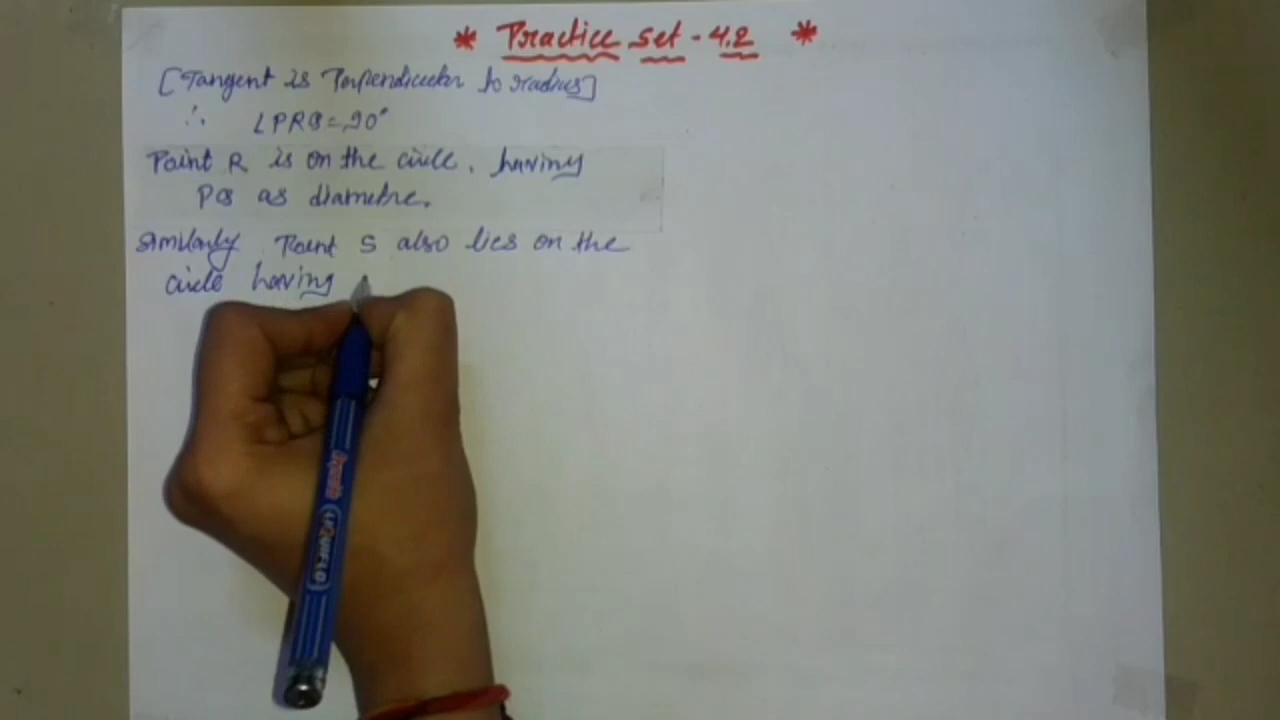 * Practice set - 4.2 *
[Tangent is Perpendicular to radius]
∴ ∠PRQ = 90°
Point R is on the circle, having
PQ as diametre.
Similarly Point S also lies on the
circle having